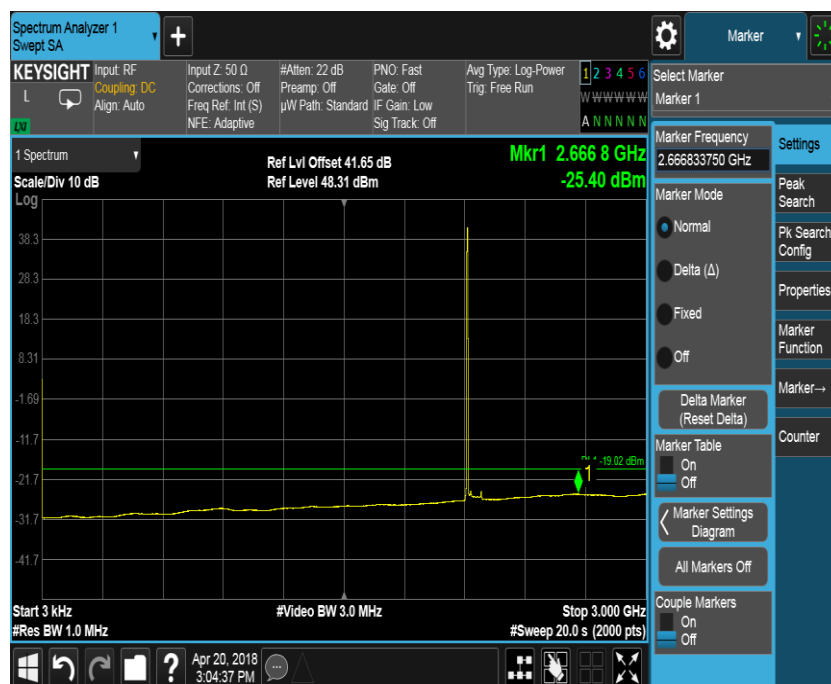 Spectrum Analyzer 1
Swept SA
Marker
KEYSIGHT
L
LXI
Input: RF
Coupling: DC
Align: Auto
Input Z: 50 Ω
Corrections: Off
Freq Ref: Int (S)
NFE: Adaptive
#Atten: 22 dB
Preamp: Off
µW Path: Standard
PNO: Fast
Gate: Off
IF Gain: Low
Sig Track: Off
Avg Type: Log-Power
Trig: Free Run
1 2 3 4 5 6
W W W W W W
A N N N N N
Select Marker
Marker 1
1 Spectrum
Scale/Div 10 dB
Ref Lvl Offset 41.65 dB
Ref Level 48.31 dBm
Mkr1 2.666 8 GHz
-25.40 dBm
Log
38.3
28.3
18.3
8.31
-1.69
-11.7
-21.7
-31.7
-41.7
-19.02 dBm
1
Start 3 kHz
#Res BW 1.0 MHz
#Video BW 3.0 MHz
Stop 3.000 GHz
#Sweep 20.0 s (2000 pts)
Marker Frequency
2.666833750 GHz
Marker Mode
Normal
Delta (Δ)
Fixed
Off
Delta Marker
(Reset Delta)
Marker Table
On
Off
Marker Settings
Diagram
All Markers Off
Couple Markers
On
Off
Settings
Peak
Search
Pk Search
Config
Properties
Marker
Function
Marker→
Counter
?
Apr 20, 2018
3:04:37 PM